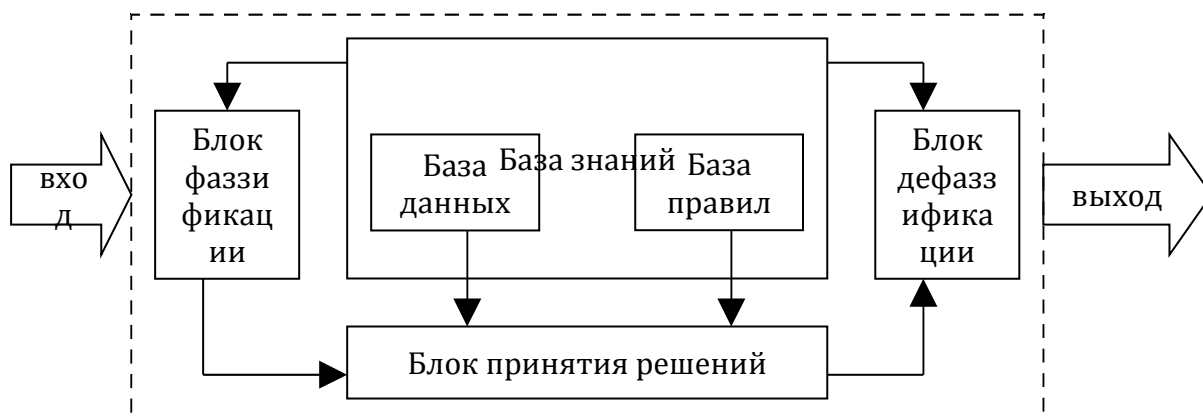 вхо
д
Блок
фаззи
фикац
ии
База
данных
База знаний
База
правил
Блок
дефазз
ифика
ции
выход
Блок принятия решений